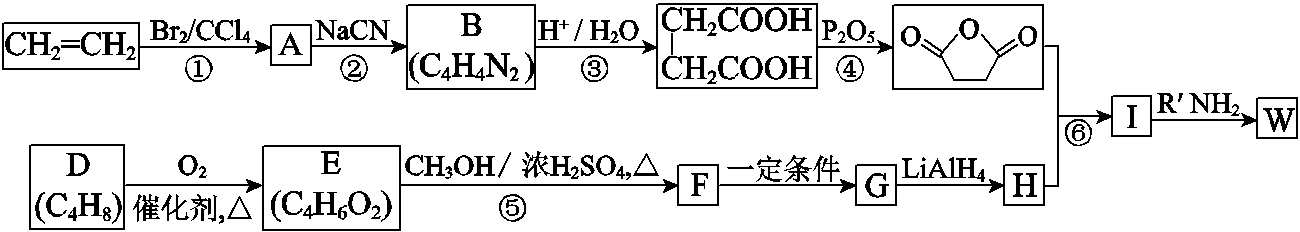 CH₂=CH₂ Br₂/CCl₄ ① A NaCN ② B (C₄H₄N₂) H⁺/H₂O ③ CH₂COOH CH₂COOH P₂O₅ ④ O O O
⑥ I R′NH₂ W
D (C₄H₈) O₂ 催化剂,△ E (C₄H₆O₂) CH₃OH/ 浓H₂SO₄,△ ⑤ F 一定条件 G LiAlH₄ H